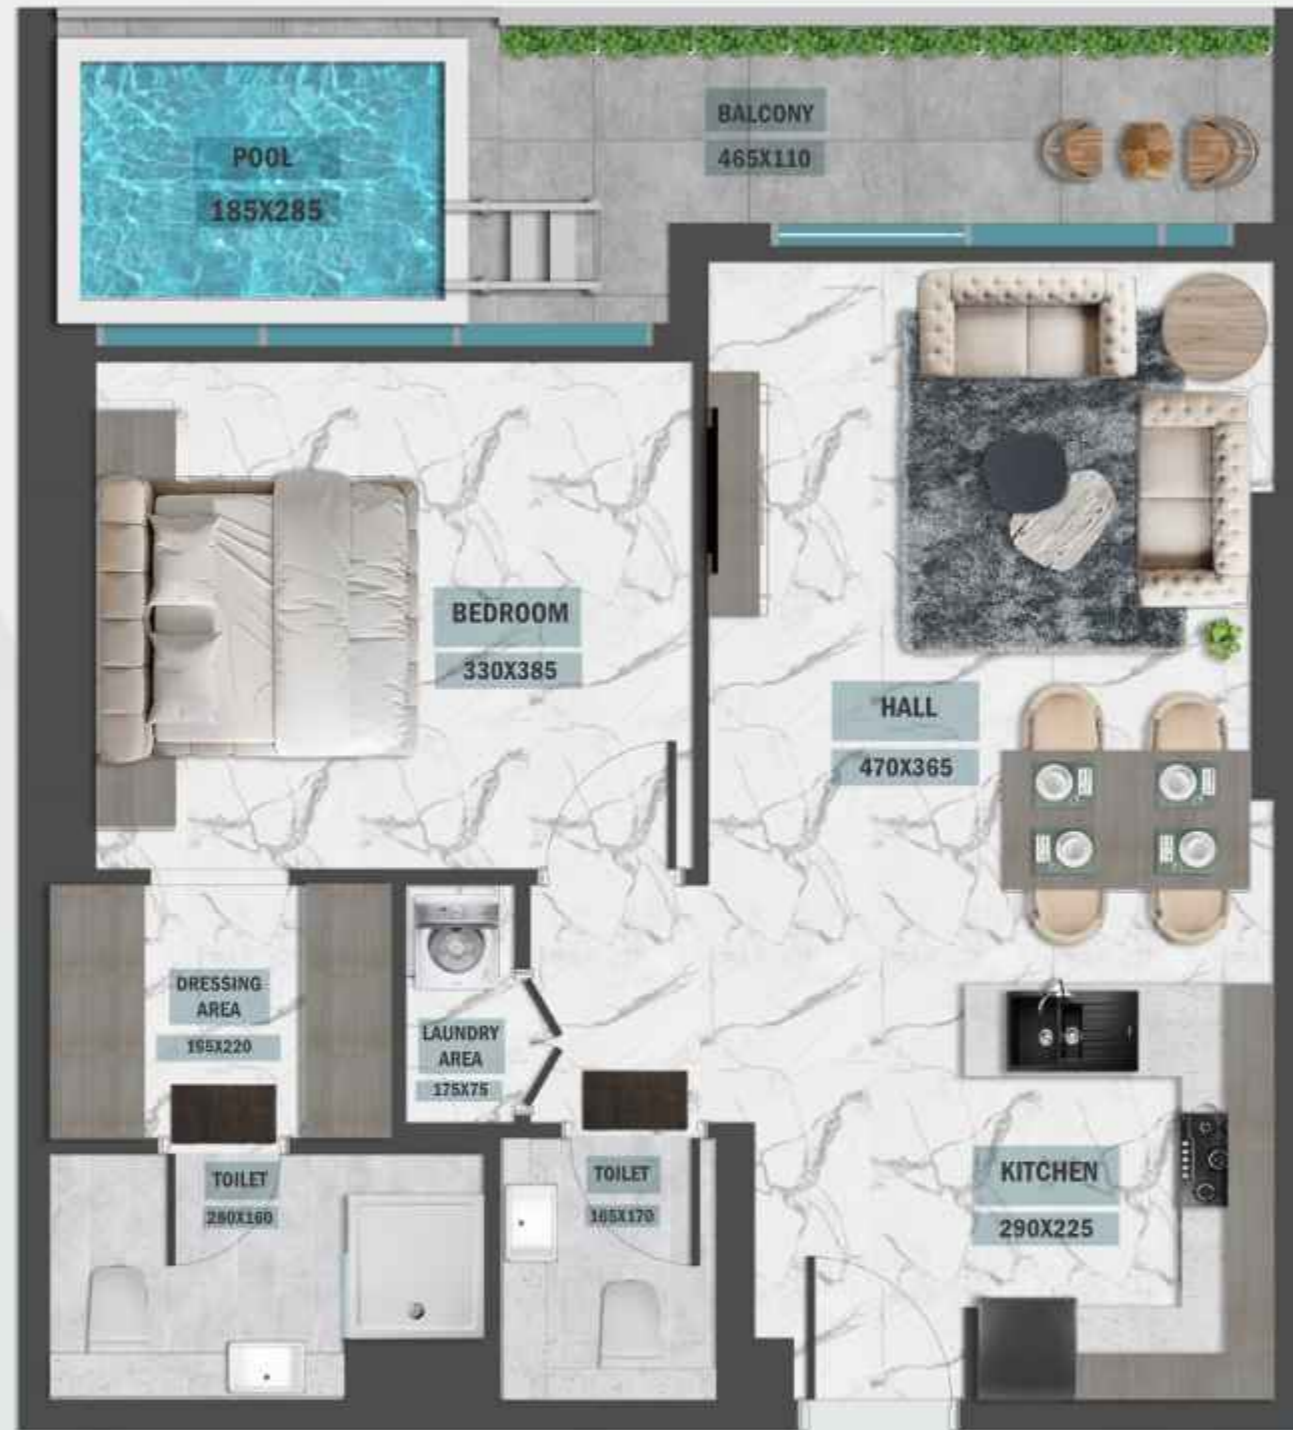 POOL
185X285
BALCONY
465X110
BEDROOM
330X385
HALL
470X365
DRESSING
AREA
195X220
LAUNDRY
AREA
175X75
TOILET
280X160
TOILET
165X170
KITCHEN
290X225